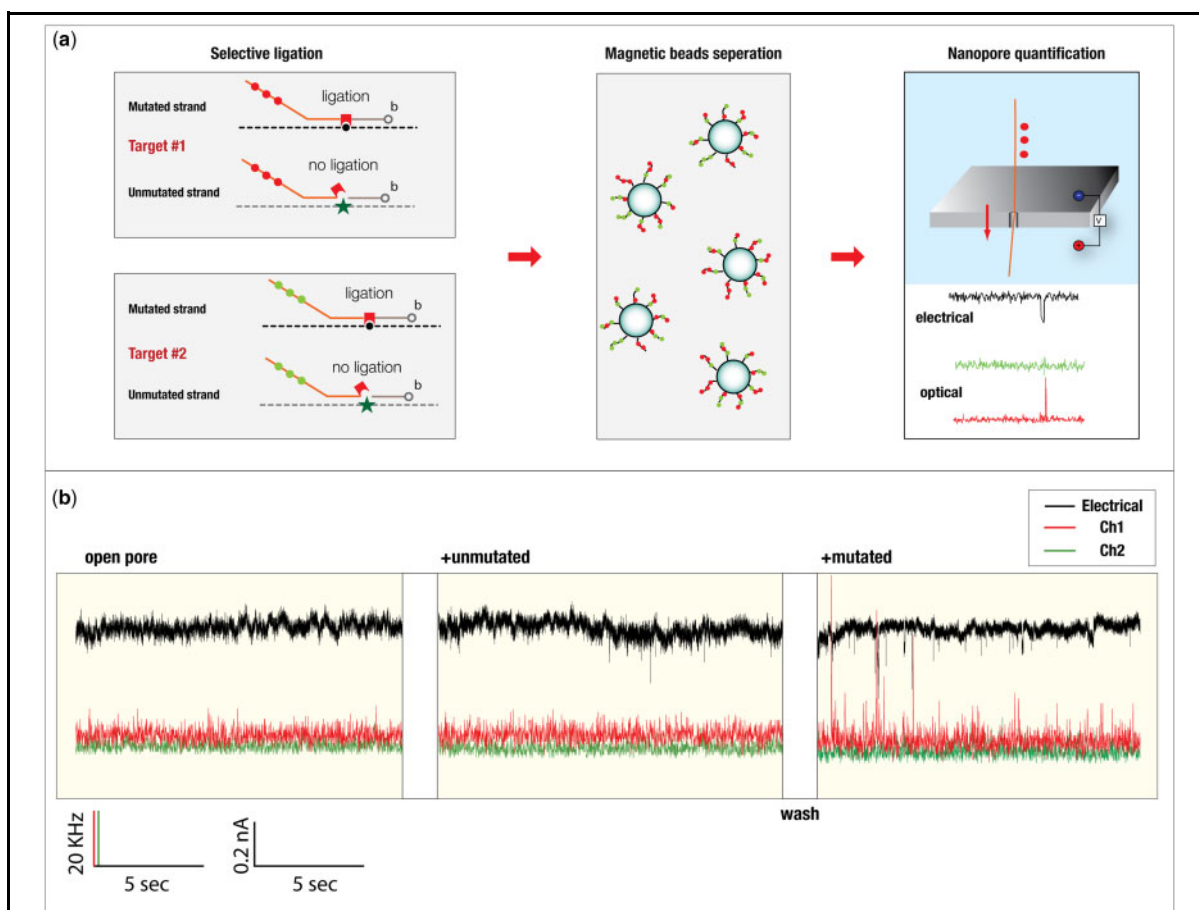 (a)
Selective ligation
Magnetic beads seperation
Nanopore quantification
Mutated strand
ligation
b
Target #1
no ligation
Unmutated strand
b
V
Mutated strand
ligation
b
Target #2
no ligation
Unmutated strand
b
electrical
optical
(b)
Electrical
Ch1
Ch2
open pore
+unmutated
+mutated
wash
20 KHz
5 sec
0.2 nA
5 sec